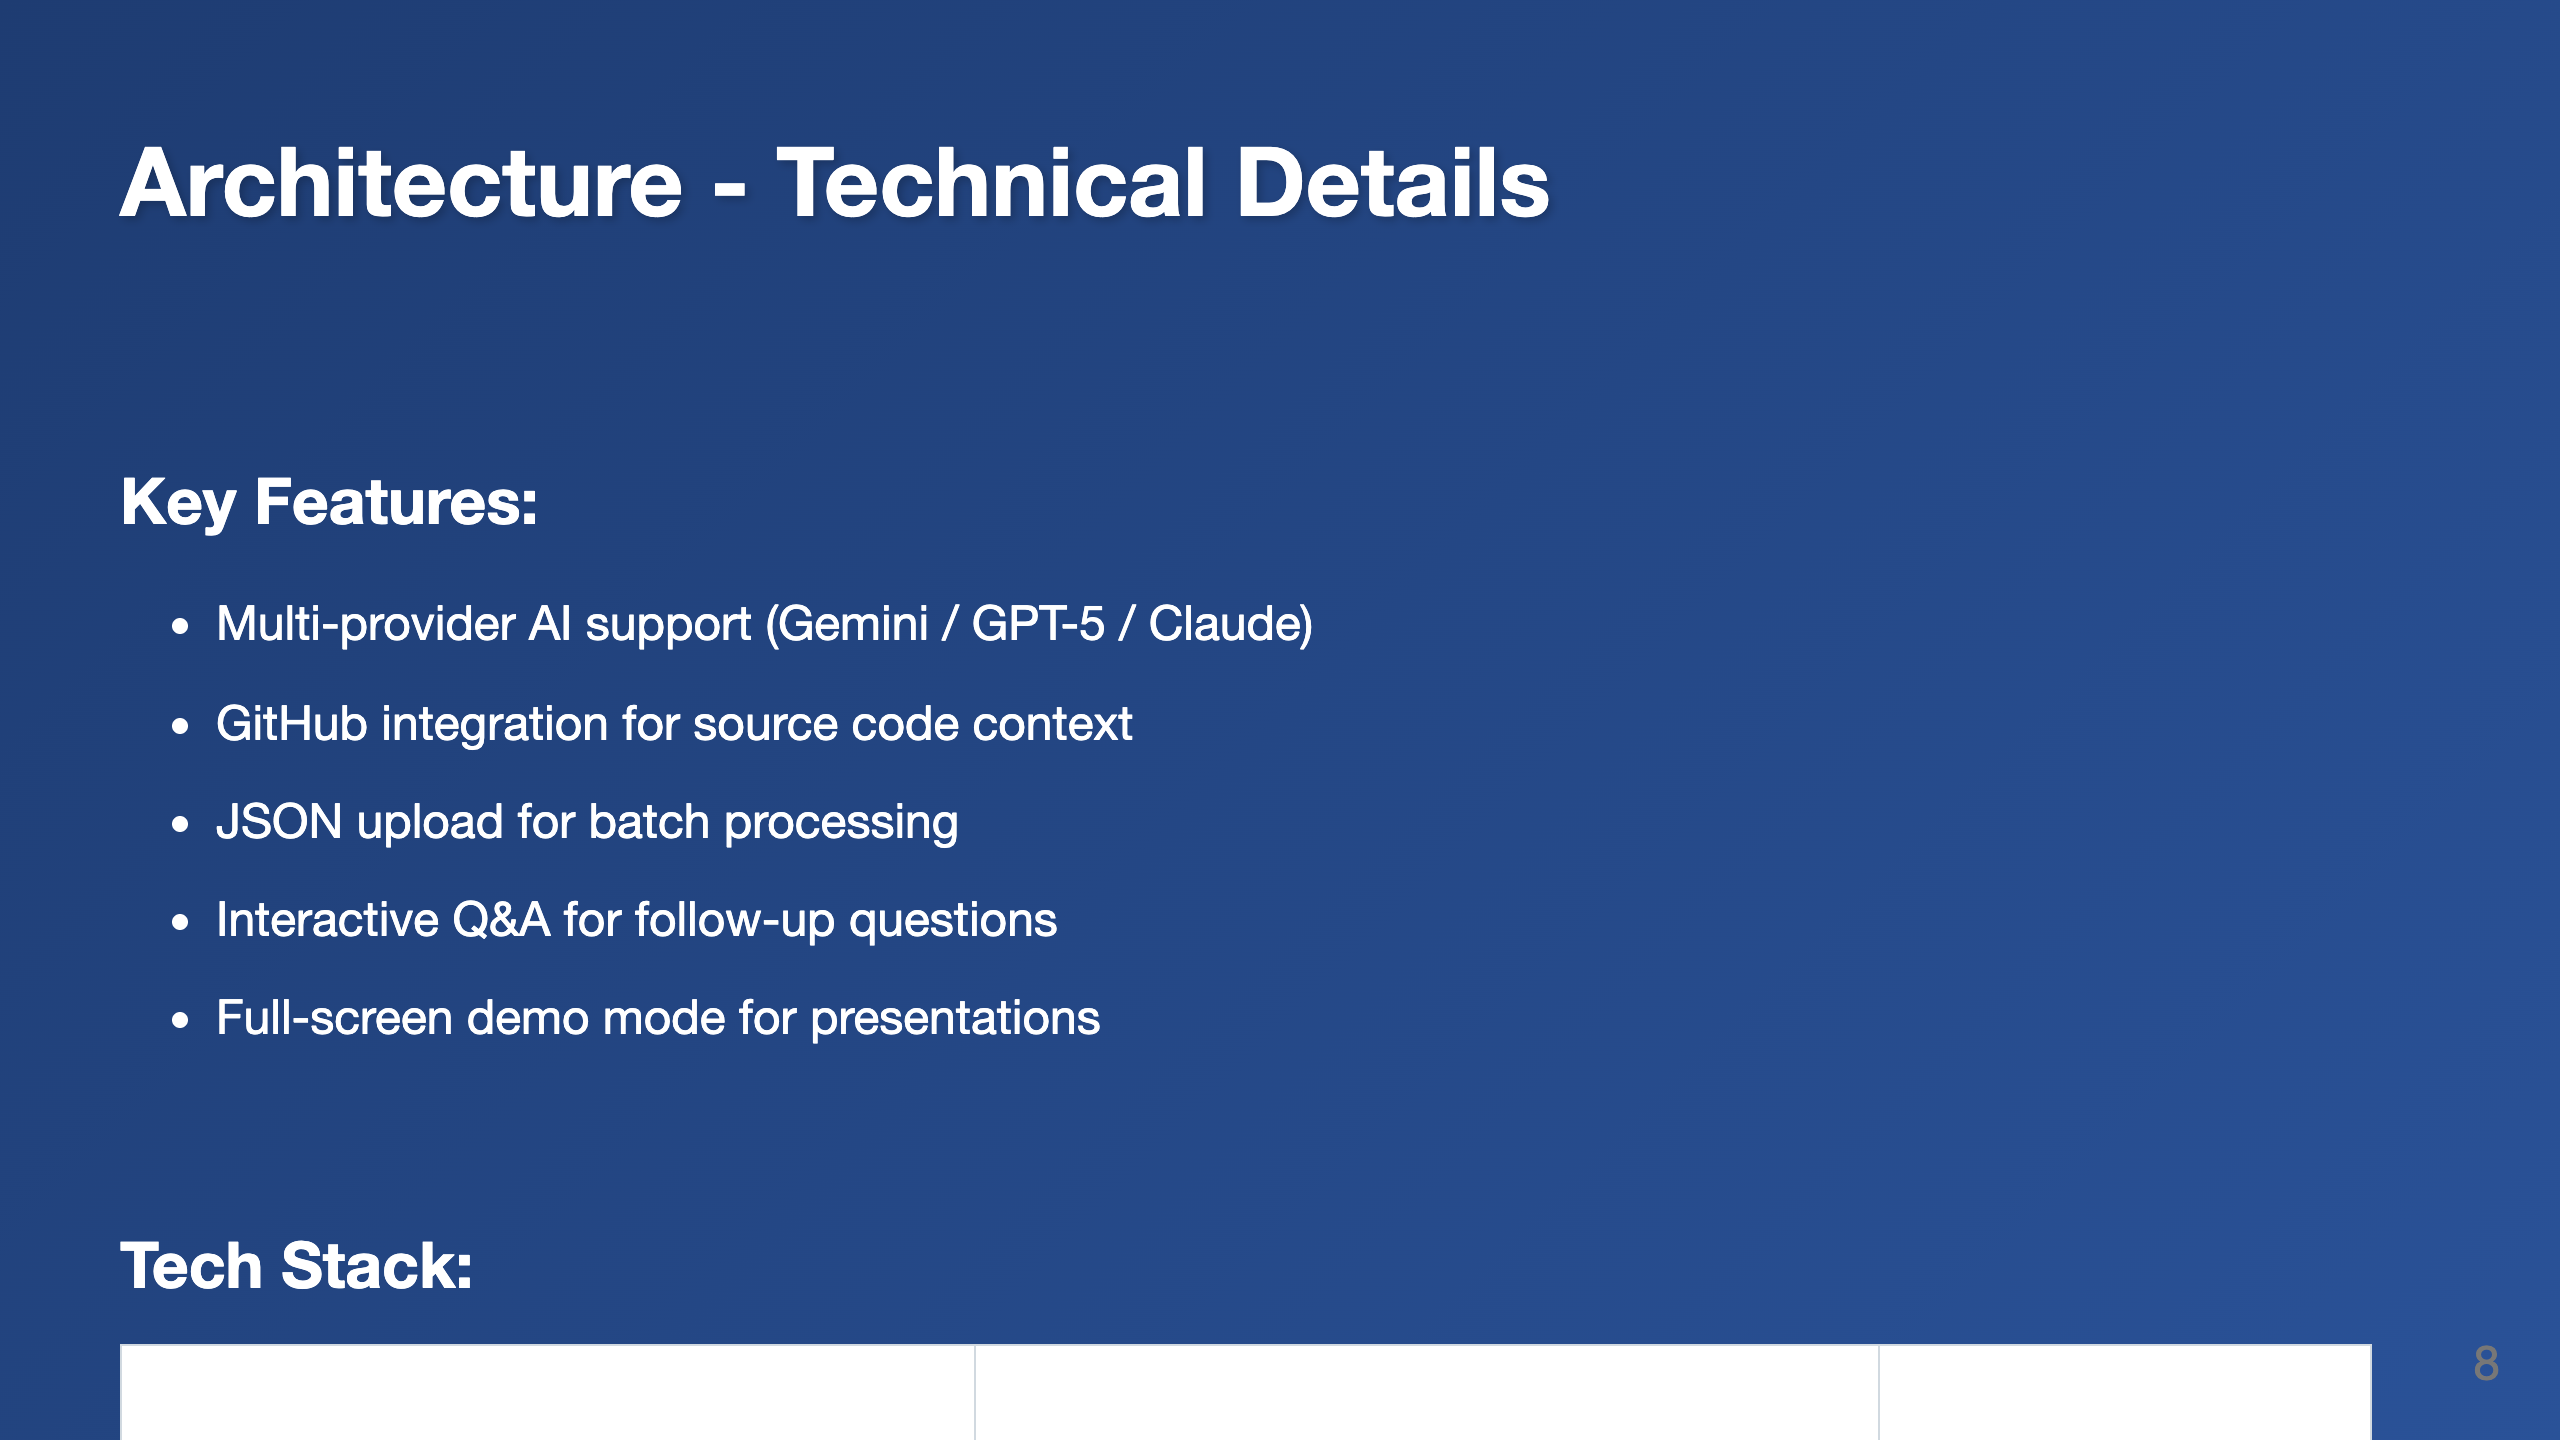 Architecture - Technical Details
Key Features:
• Multi-provider AI support (Gemini / GPT-5 / Claude)
• GitHub integration for source code context
• JSON upload for batch processing
• Interactive Q&A for follow-up questions
• Full-screen demo mode for presentations
Tech Stack:
8